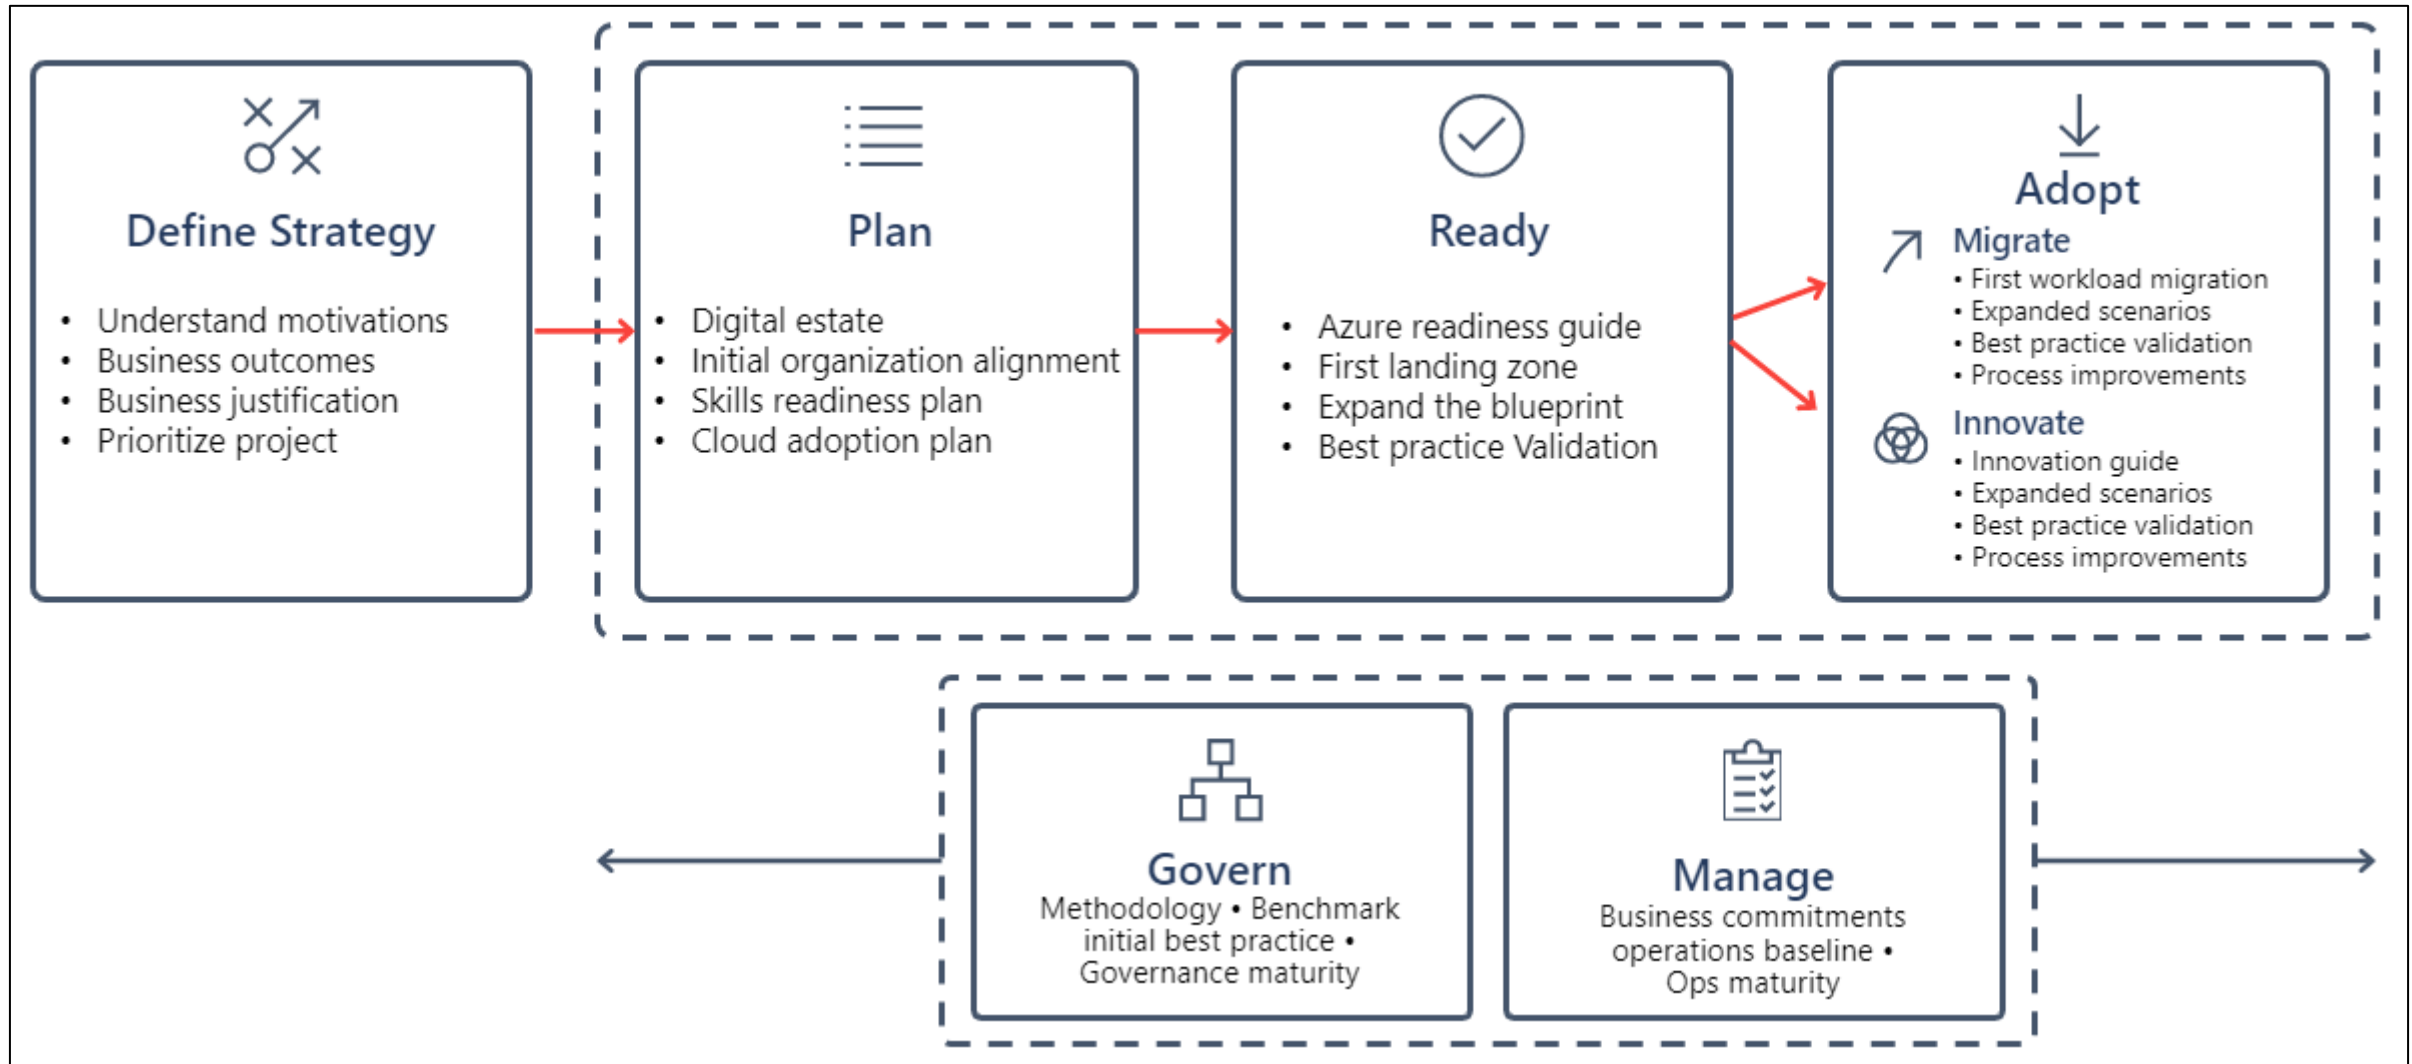 Define Strategy
• Understand motivations
• Business outcomes
• Business justification
• Prioritize project
Plan
• Digital estate
• Initial organization alignment
• Skills readiness plan
• Cloud adoption plan
Ready
• Azure readiness guide
• First landing zone
• Expand the blueprint
• Best practice Validation
Adopt
Migrate
• First workload migration
• Expanded scenarios
• Best practice validation
• Process improvements
Innovate
• Innovation guide
• Expanded scenarios
• Best practice validation
• Process improvements
Govern
Methodology • Benchmark
initial best practice •
Governance maturity
Manage
Business commitments
operations baseline •
Ops maturity